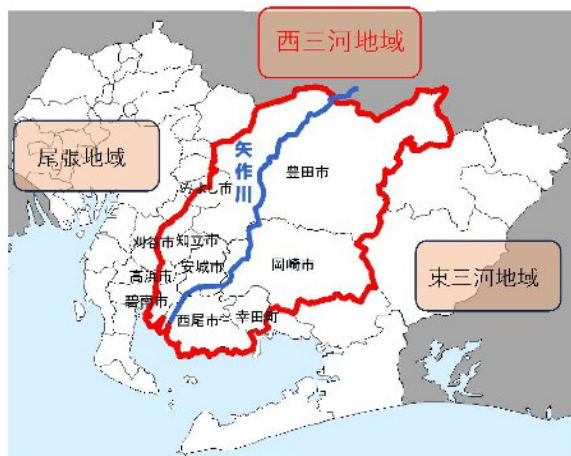 西三河地域
尾張地域
矢作川
豊田市
みよし市
刈谷市
知立市
安城市
岡崎市
高浜市
碧南市
東三河地域
西尾市
幸田町